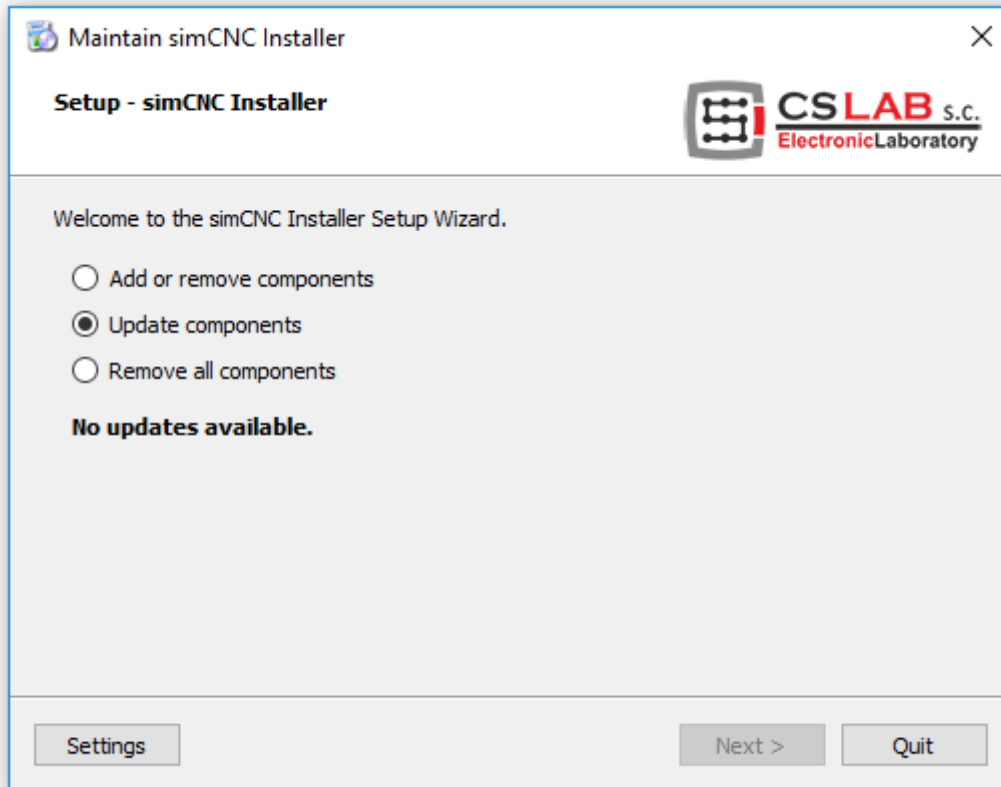 Maintain simCNC Installer
Setup - simCNC Installer
CSLAB s.c.
ElectronicLaboratory
Welcome to the simCNC Installer Setup Wizard.
Add or remove components
Update components
Remove all components
No updates available.
Settings
Next >
Quit